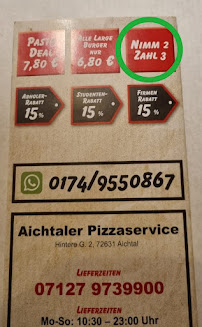 PASTA
DEAL
7,80 €
ALLE LARGE
BURGER
NUR
6,80 €
NIMM 2
ZAHL 3
ABHOLER-
RABATT
15%
STUDENTEN-
RABATT
15%
FIRMEN
RABATT
15%
0174/9550867
Aichtaler Pizzaservice
Hintere G. 2, 72631 Aichtal
LIEFERZEITEN
07127 9739900
LIEFERZEITEN
Mo-So: 10:30 – 23:00 Uhr